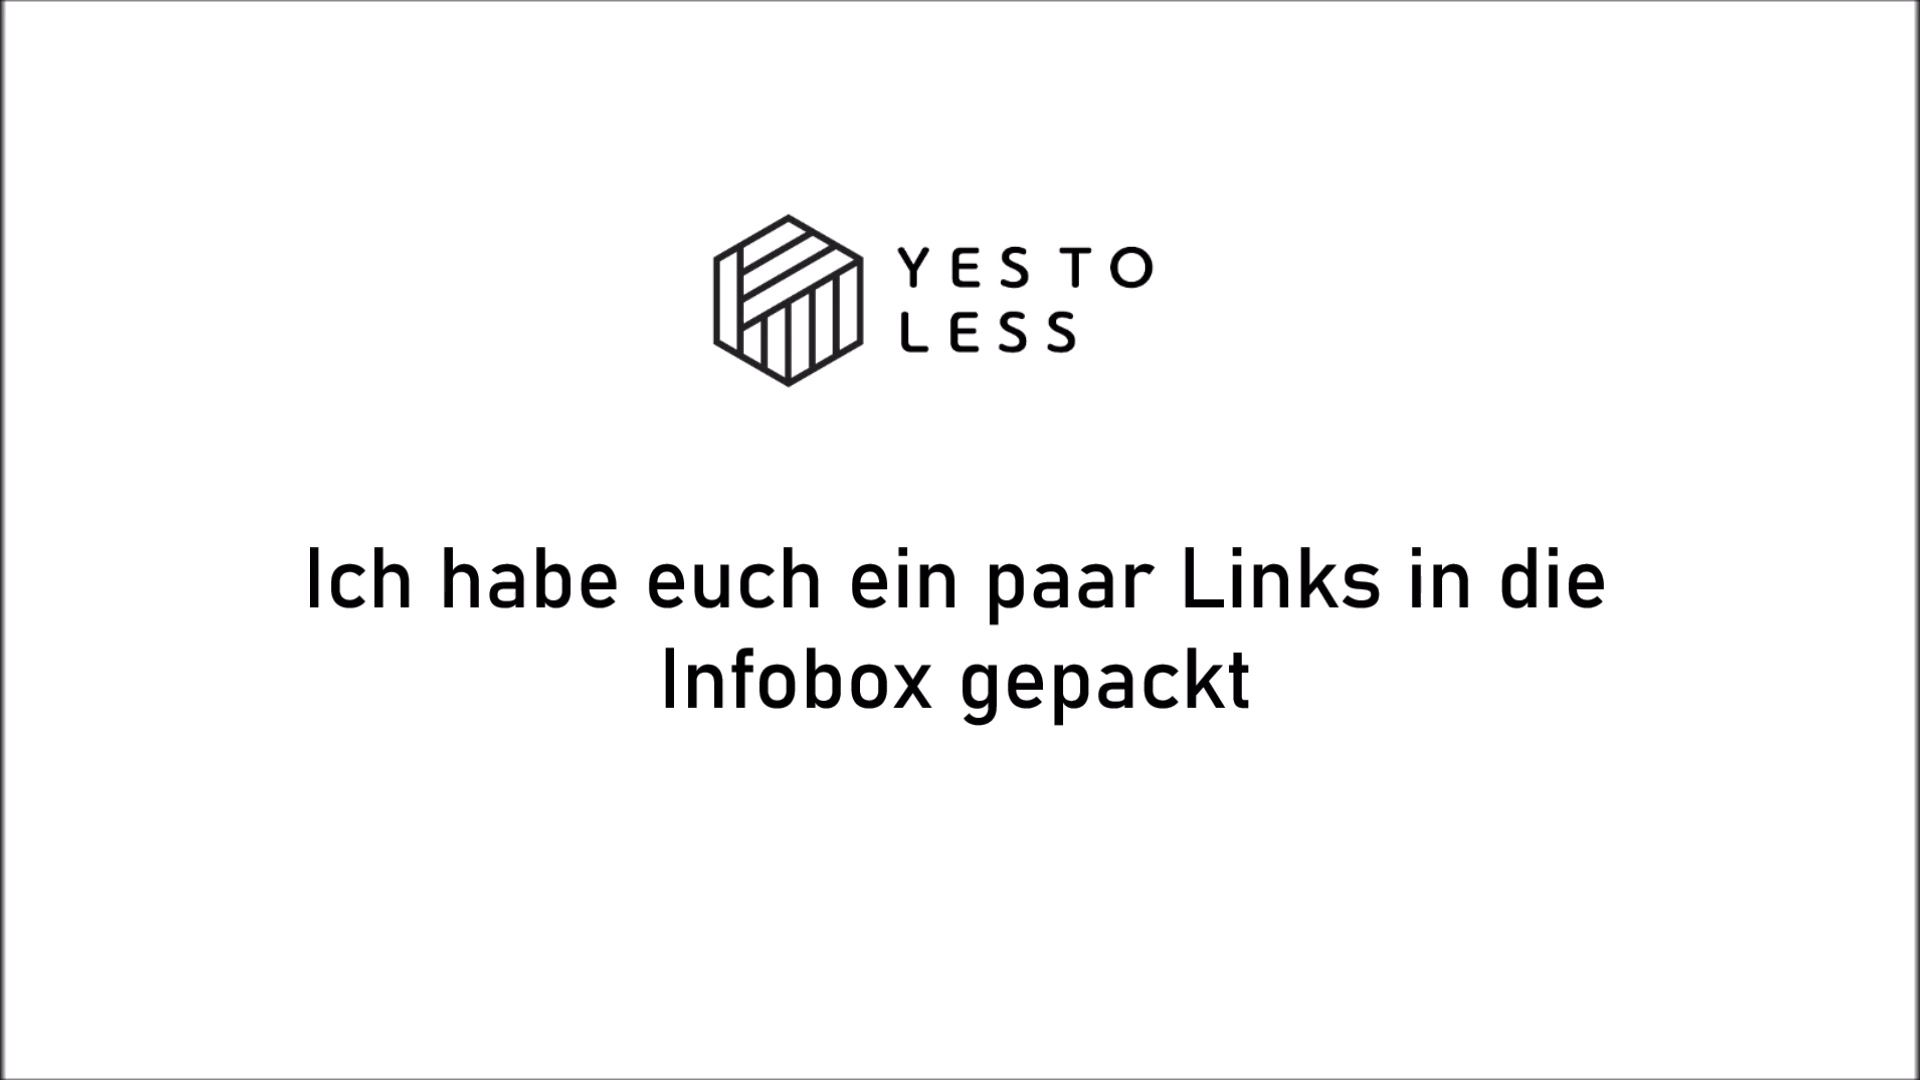 YES TO
LESS
Ich habe euch ein paar Links in die
Infobox gepackt